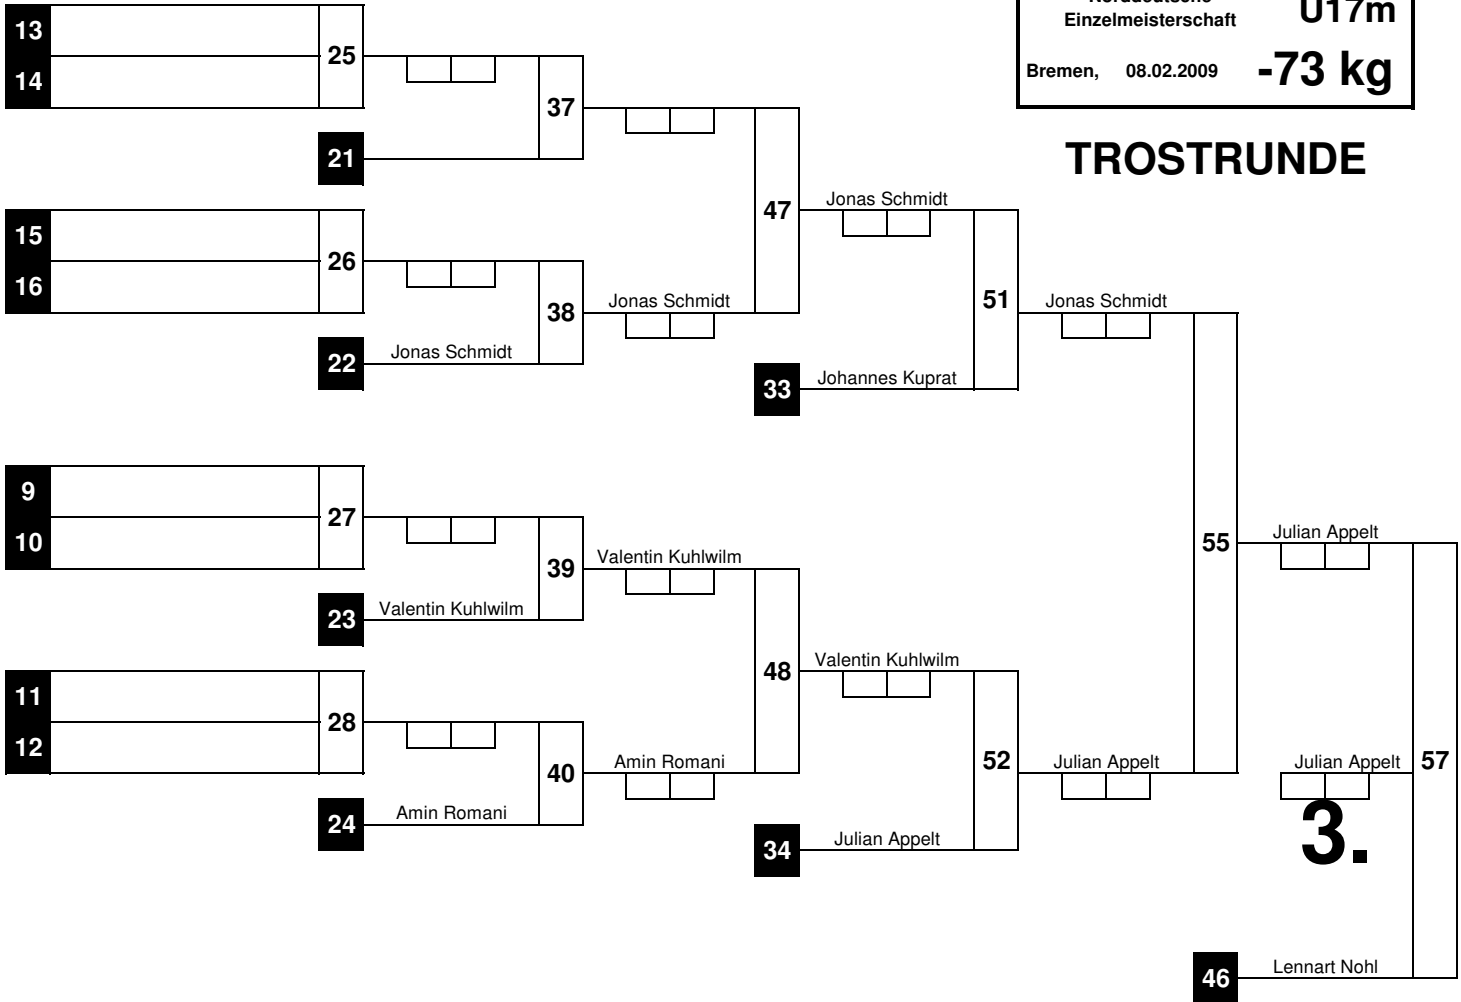 Norddeutsche
Einzelmeisterschaft
U17m
Bremen, 08.02.2009 -73 kg
TROSTRUNDE
13
14
25
37
21
47
Jonas Schmidt
15
16
26
38
Jonas Schmidt
22
Jonas Schmidt
51
Jonas Schmidt
33
Johannes Kuprat
9
10
27
39
Valentin Kuhlwilm
23
Valentin Kuhlwilm
55
Julian Appelt
48
Valentin Kuhlwilm
11
12
28
40
Amin Romani
24
Amin Romani
52
Julian Appelt
34
Julian Appelt
Julian Appelt
57
3.
46
Lennart Nohl